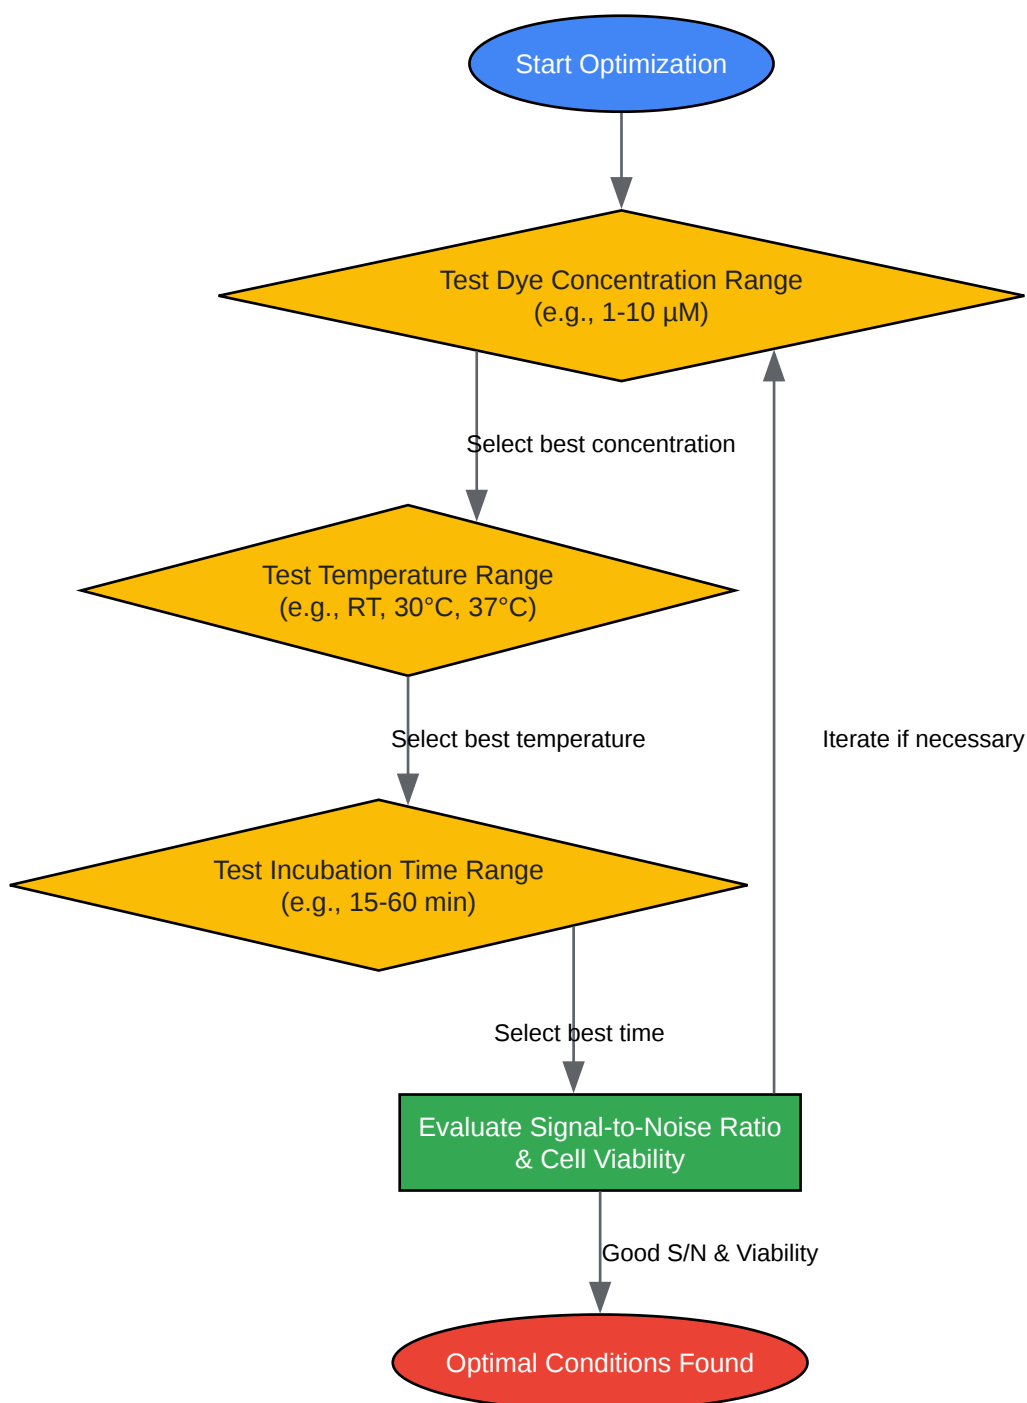 Start Optimization
Test Dye Concentration Range
(e.g., 1-10 µM)
Select best concentration
Test Temperature Range
(e.g., RT, 30°C, 37°C)
Select best temperature
Iterate if necessary
Test Incubation Time Range
(e.g., 15-60 min)
Select best time
Evaluate Signal-to-Noise Ratio
& Cell Viability
Good S/N & Viability
Optimal Conditions Found